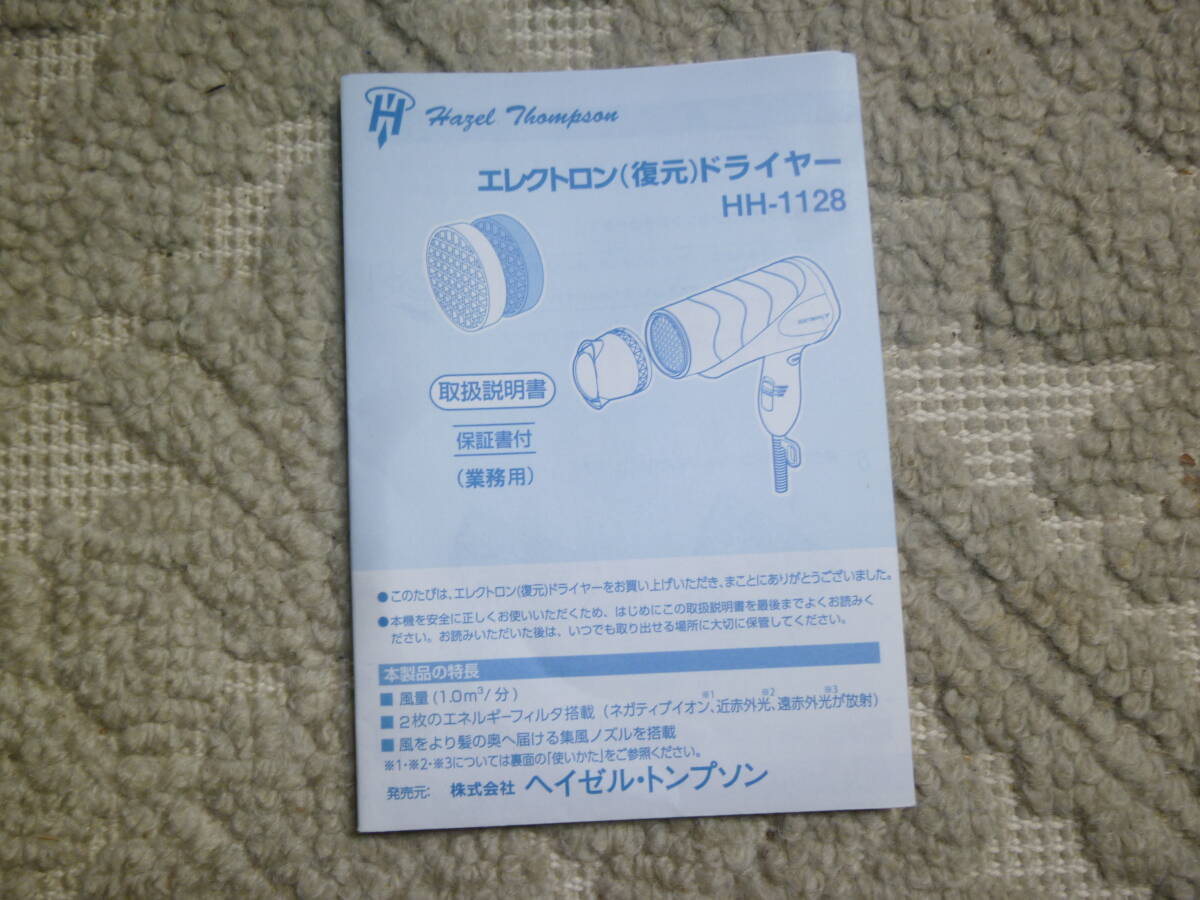 Hazel Thompson
エレクトロン(復元)ドライヤー
HH-1128
取扱説明書
保証書付
(業務用)
●このたびは、エレクトロン(復元)ドライヤーをお買い上げいただき、まことにありがとうございました。
●本機を安全に正しくお使いいただくため、はじめにこの取扱説明書を最後までよくお読みく
ださい。お読みいただいた後は、いつでも取り出せる場所に大切に保管してください。
本製品の特長
■ 風量(1.0m³/分)
■ 2枚のエネルギーフィルタ搭載(ネガティブイオン※1、近赤外光※2、遠赤外光※3が放射)
■ 風をより髪の奥へ届ける集風ノズルを搭載
※1・※2・※3については裏面の「使いかた」をご参照ください。
発売元: 株式会社 ヘイゼル・トンプソン